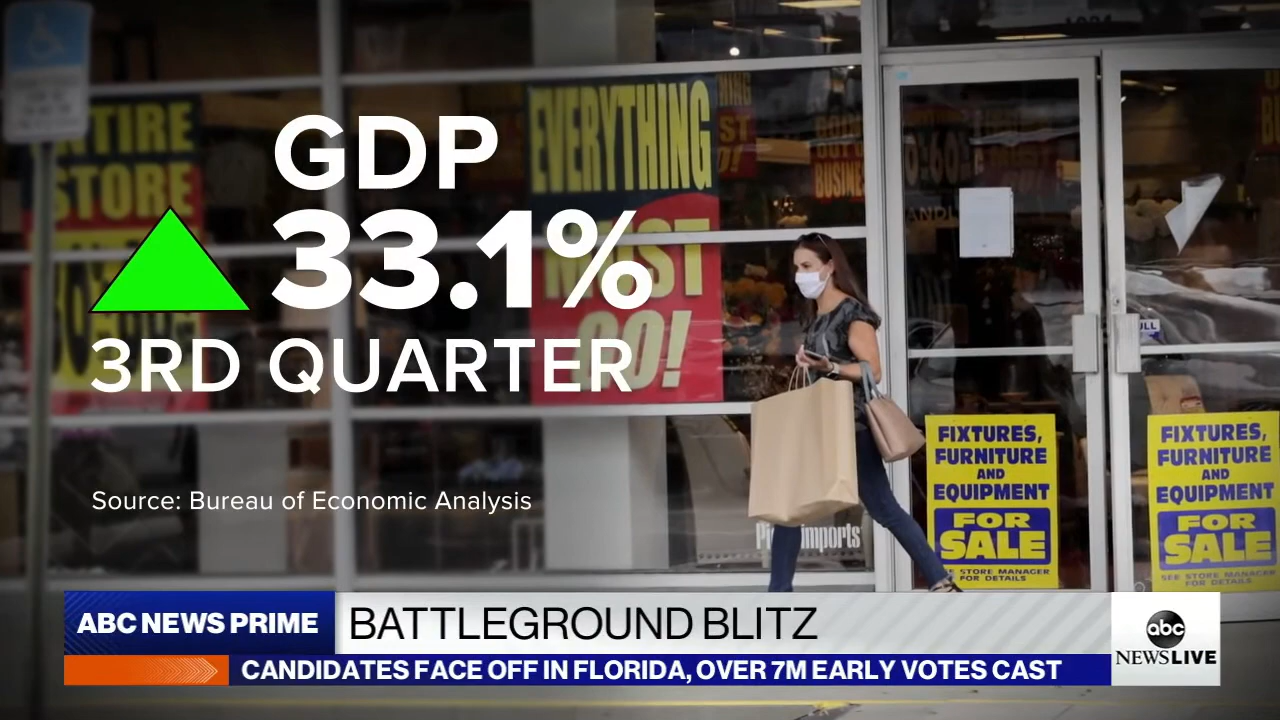 GDP
33.1%
3RD QUARTER
Source: Bureau of Economic Analysis
ENTIRE
STORE
EVERYTHING
MUST
GO!
FIXTURES,
FURNITURE
AND
EQUIPMENT
FOR
SALE
SEE STORE MANAGER
FOR DETAILS
FIXTURES,
FURNITURE
AND
EQUIPMENT
FOR
SALE
SEE STORE MANAGER
FOR DETAILS
imports
ABC NEWS PRIME
BATTLEGROUND BLITZ
CANDIDATES FACE OFF IN FLORIDA, OVER 7M EARLY VOTES CAST
abc
NEWS LIVE